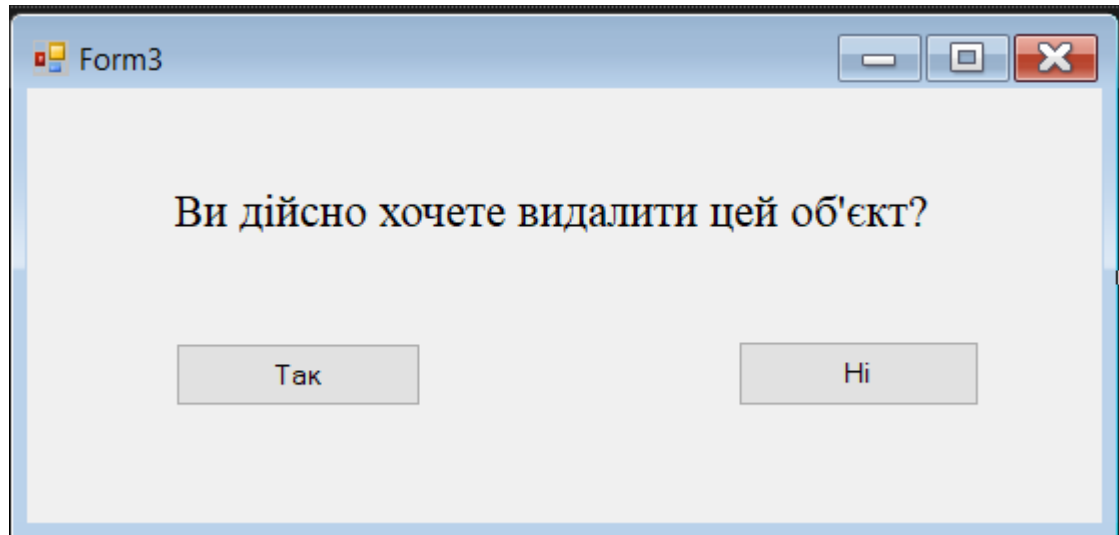 Form3
Ви дійсно хочете видалити цей об'єкт?
Так
Ні